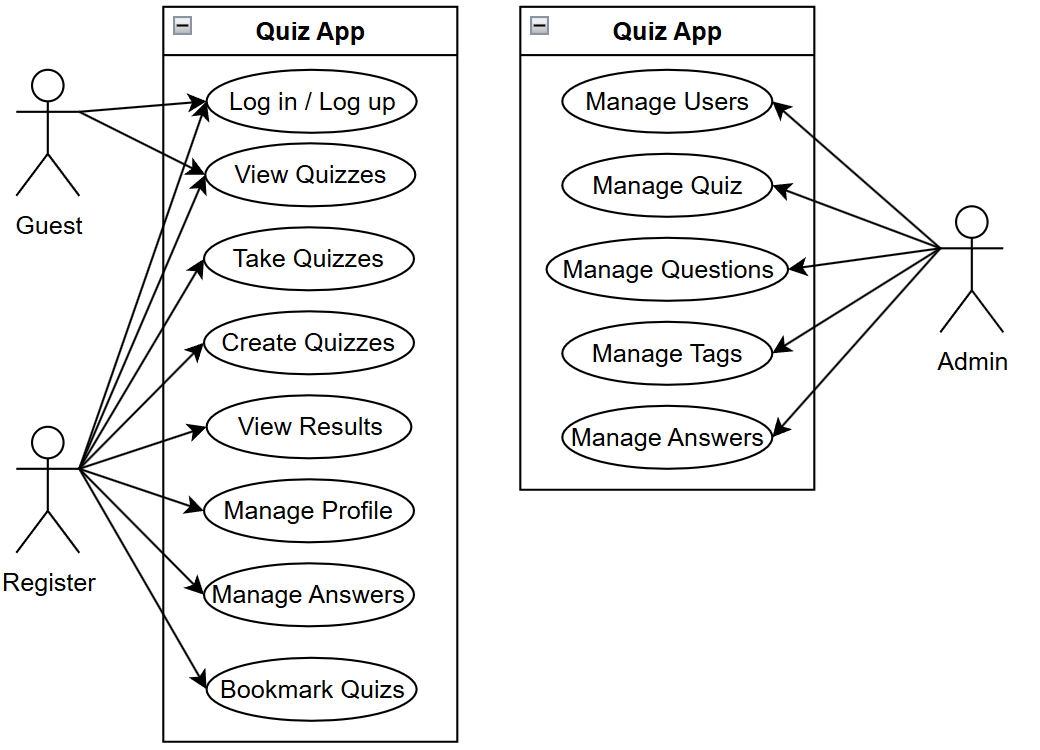 Quiz App
Log in / Log up
View Quizzes
Take Quizzes
Create Quizzes
View Results
Manage Profile
Manage Answers
Bookmark Quizs
Guest
Register
Quiz App
Manage Users
Manage Quiz
Manage Questions
Manage Tags
Manage Answers
Admin